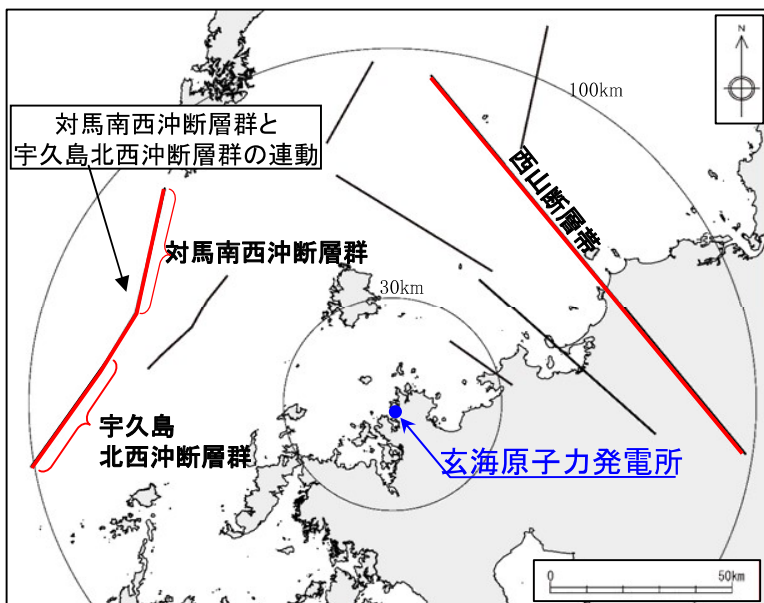 N
100km
対馬南西沖断層群と
宇久島北西沖断層群の連動
西山断層帯
対馬南西沖断層群
30km
宇久島
北西沖断層群
玄海原子力発電所
0 50km